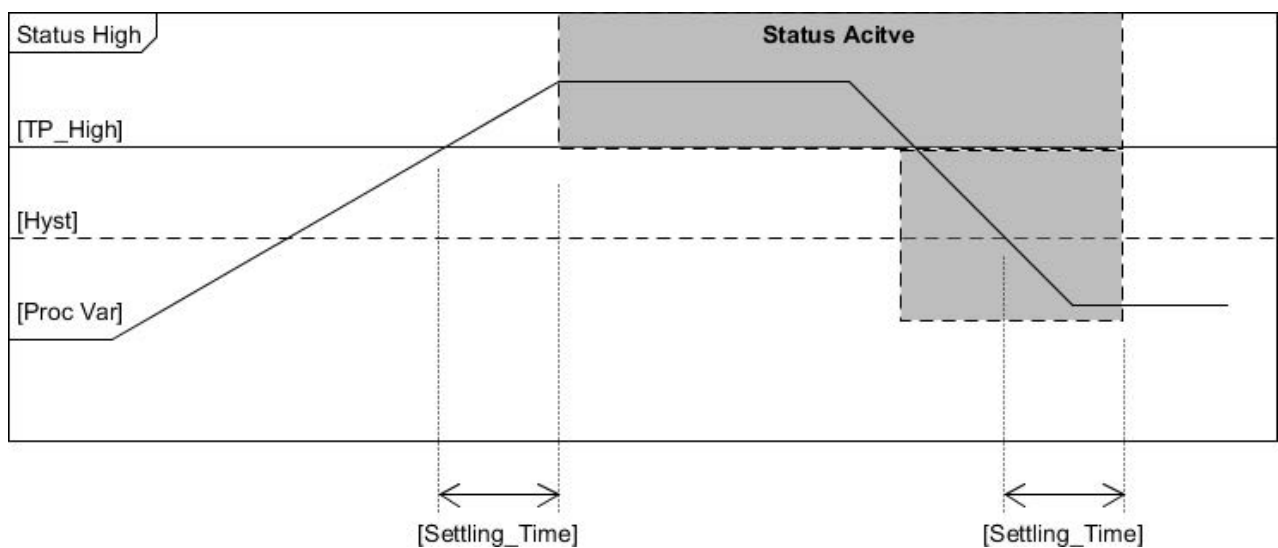 Status High
Status Acitve
[TP_High]
[Hyst]
[Proc Var]
[Settling_Time]
[Settling_Time]